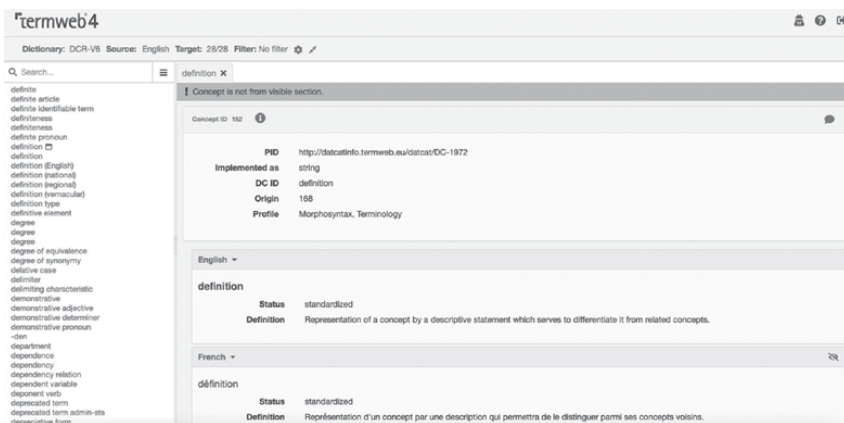 termweb 4
Dictionary: DCR-V6 Source: English Target: 28/28 Filter: No filter
Search...
definition ×
definite
definite article
definite identifiable term
definiteness
definiteness
definite pronoun
definition
definition
definition (English)
definition (national)
definition (regional)
definition (vernacular)
definition type
definitive element
degree
degree
degree
degree of equivalence
degree of synonymy
delative case
delimiter
delimiting characteristic
demonstrative
demonstrative adjective
demonstrative determiner
demonstrative pronoun
-den
department
dependence
dependency
dependency relation
dependent variable
deponent verb
deprecated term
deprecated term admin-sts
depreciative form
! Concept is not from visible section.
Concept ID 152
PID http://datcatinfo.termweb.eu/datcat/DC-1972
Implemented as string
DC ID definition
Origin 168
Profile Morphosyntax, Terminology
English
definition
Status standardized
Definition Representation of a concept by a descriptive statement which serves to differentiate it from related concepts.
French
définition
Status standardized
Definition Représentation d'un concept par une description qui permettra de le distinguer parmi ses concepts voisins.